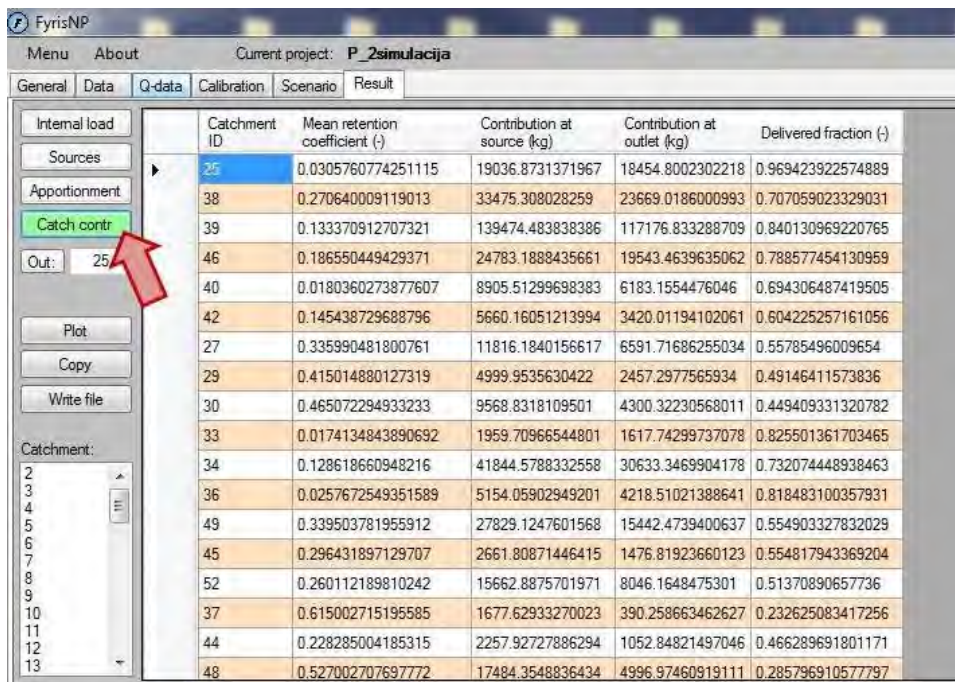 FyrisNP
Menu About Current project: P_2simulacija
General Data Q-data Calibration Scenario Result
Internal load
Sources
Apportionment
Catch contr
Out: 25
Plot
Copy
Write file
Catchment:
2
3
4
5
6
7
8
9
10
11
12
13
Catchment ID Mean retention coefficient (-) Contribution at source (kg) Contribution at outlet (kg) Delivered fraction (-)
25 0.0305760774251115 19036.8731371967 18454.8002302218 0.969423922574889
38 0.270640009119013 33475.308028259 23669.0186000993 0.707059023329031
39 0.133370912707321 139474.483838386 117176.833288709 0.840130969220765
46 0.186550449429371 24783.1888435661 19543.4639635062 0.788577454130959
40 0.0180360273877607 8905.51299698383 6183.1554476046 0.694306487419505
42 0.145438729688796 5660.16051213994 3420.01194102061 0.604225257161056
27 0.335990481800761 11816.1840156617 6591.71686255034 0.55785496009654
29 0.415014880127319 4999.9535630422 2457.2977565934 0.49146411573836
30 0.465072294933233 9568.8318109501 4300.32230568011 0.449409331320782
33 0.0174134843890692 1959.70966544801 1617.74299737078 0.825501361703465
34 0.128618660948216 41844.5788332558 30633.3469904178 0.732074448938463
36 0.0257672549351589 5154.05902949201 4218.51021388641 0.818483100357931
49 0.339503781955912 27829.1247601568 15442.4739400637 0.554903327832029
45 0.296431897129707 2661.80871446415 1476.81923660123 0.554817943369204
52 0.260112189810242 15662.8875701971 8046.1648475301 0.51370890657736
37 0.615002715195585 1677.62933270023 390.258663462627 0.232625083417256
44 0.228285004185315 2257.92727886294 1052.84821497046 0.466289691801171
48 0.527002707697772 17484.3548836434 4996.97460919111 0.285796910577797